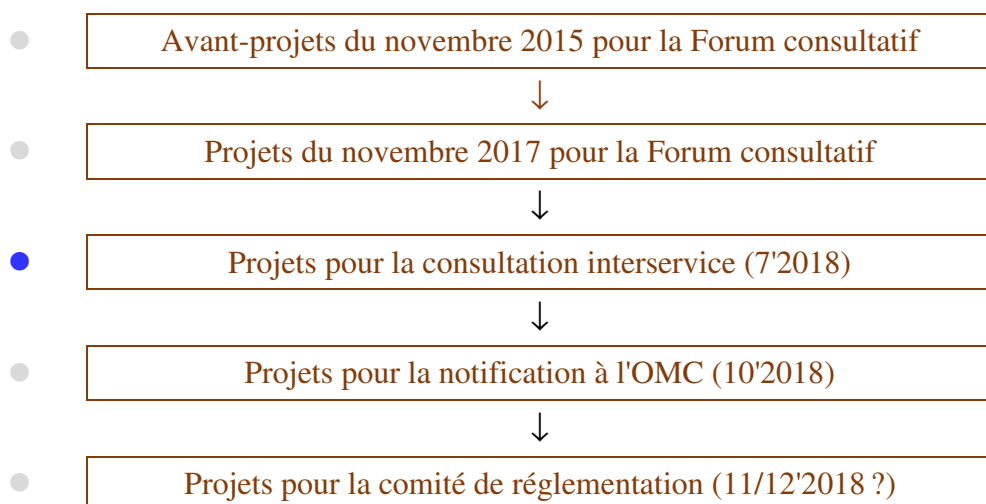 Avant-projets du novembre 2015 pour la Forum consultatif
↓
Projets du novembre 2017 pour la Forum consultatif
↓
Projets pour la consultation interservice (7'2018)
↓
Projets pour la notification à l'OMC (10'2018)
↓
Projets pour la comité de réglementation (11/12'2018 ?)